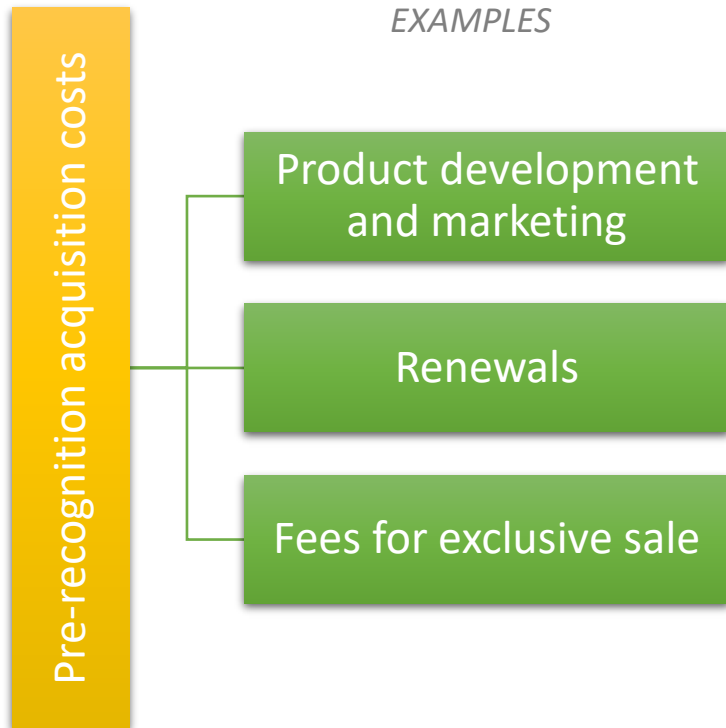 EXAMPLES
Pre-recognition acquisition costs
Product development
and marketing
Renewals
Fees for exclusive sale